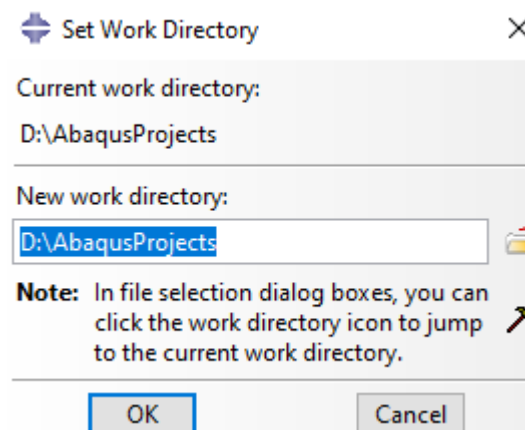 Set Work Directory
Current work directory:
D:\AbaqusProjects
New work directory:
D:\AbaqusProjects
Note: In file selection dialog boxes, you can
click the work directory icon to jump
to the current work directory.
OK Cancel